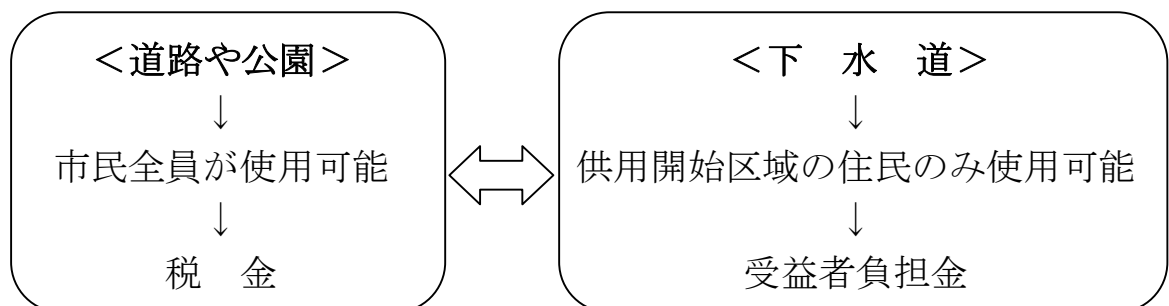 ＜道路や公園＞
↓
市民全員が使用可能
↓
税　金
＜下　水　道＞
↓
供用開始区域の住民のみ使用可能
↓
受益者負担金